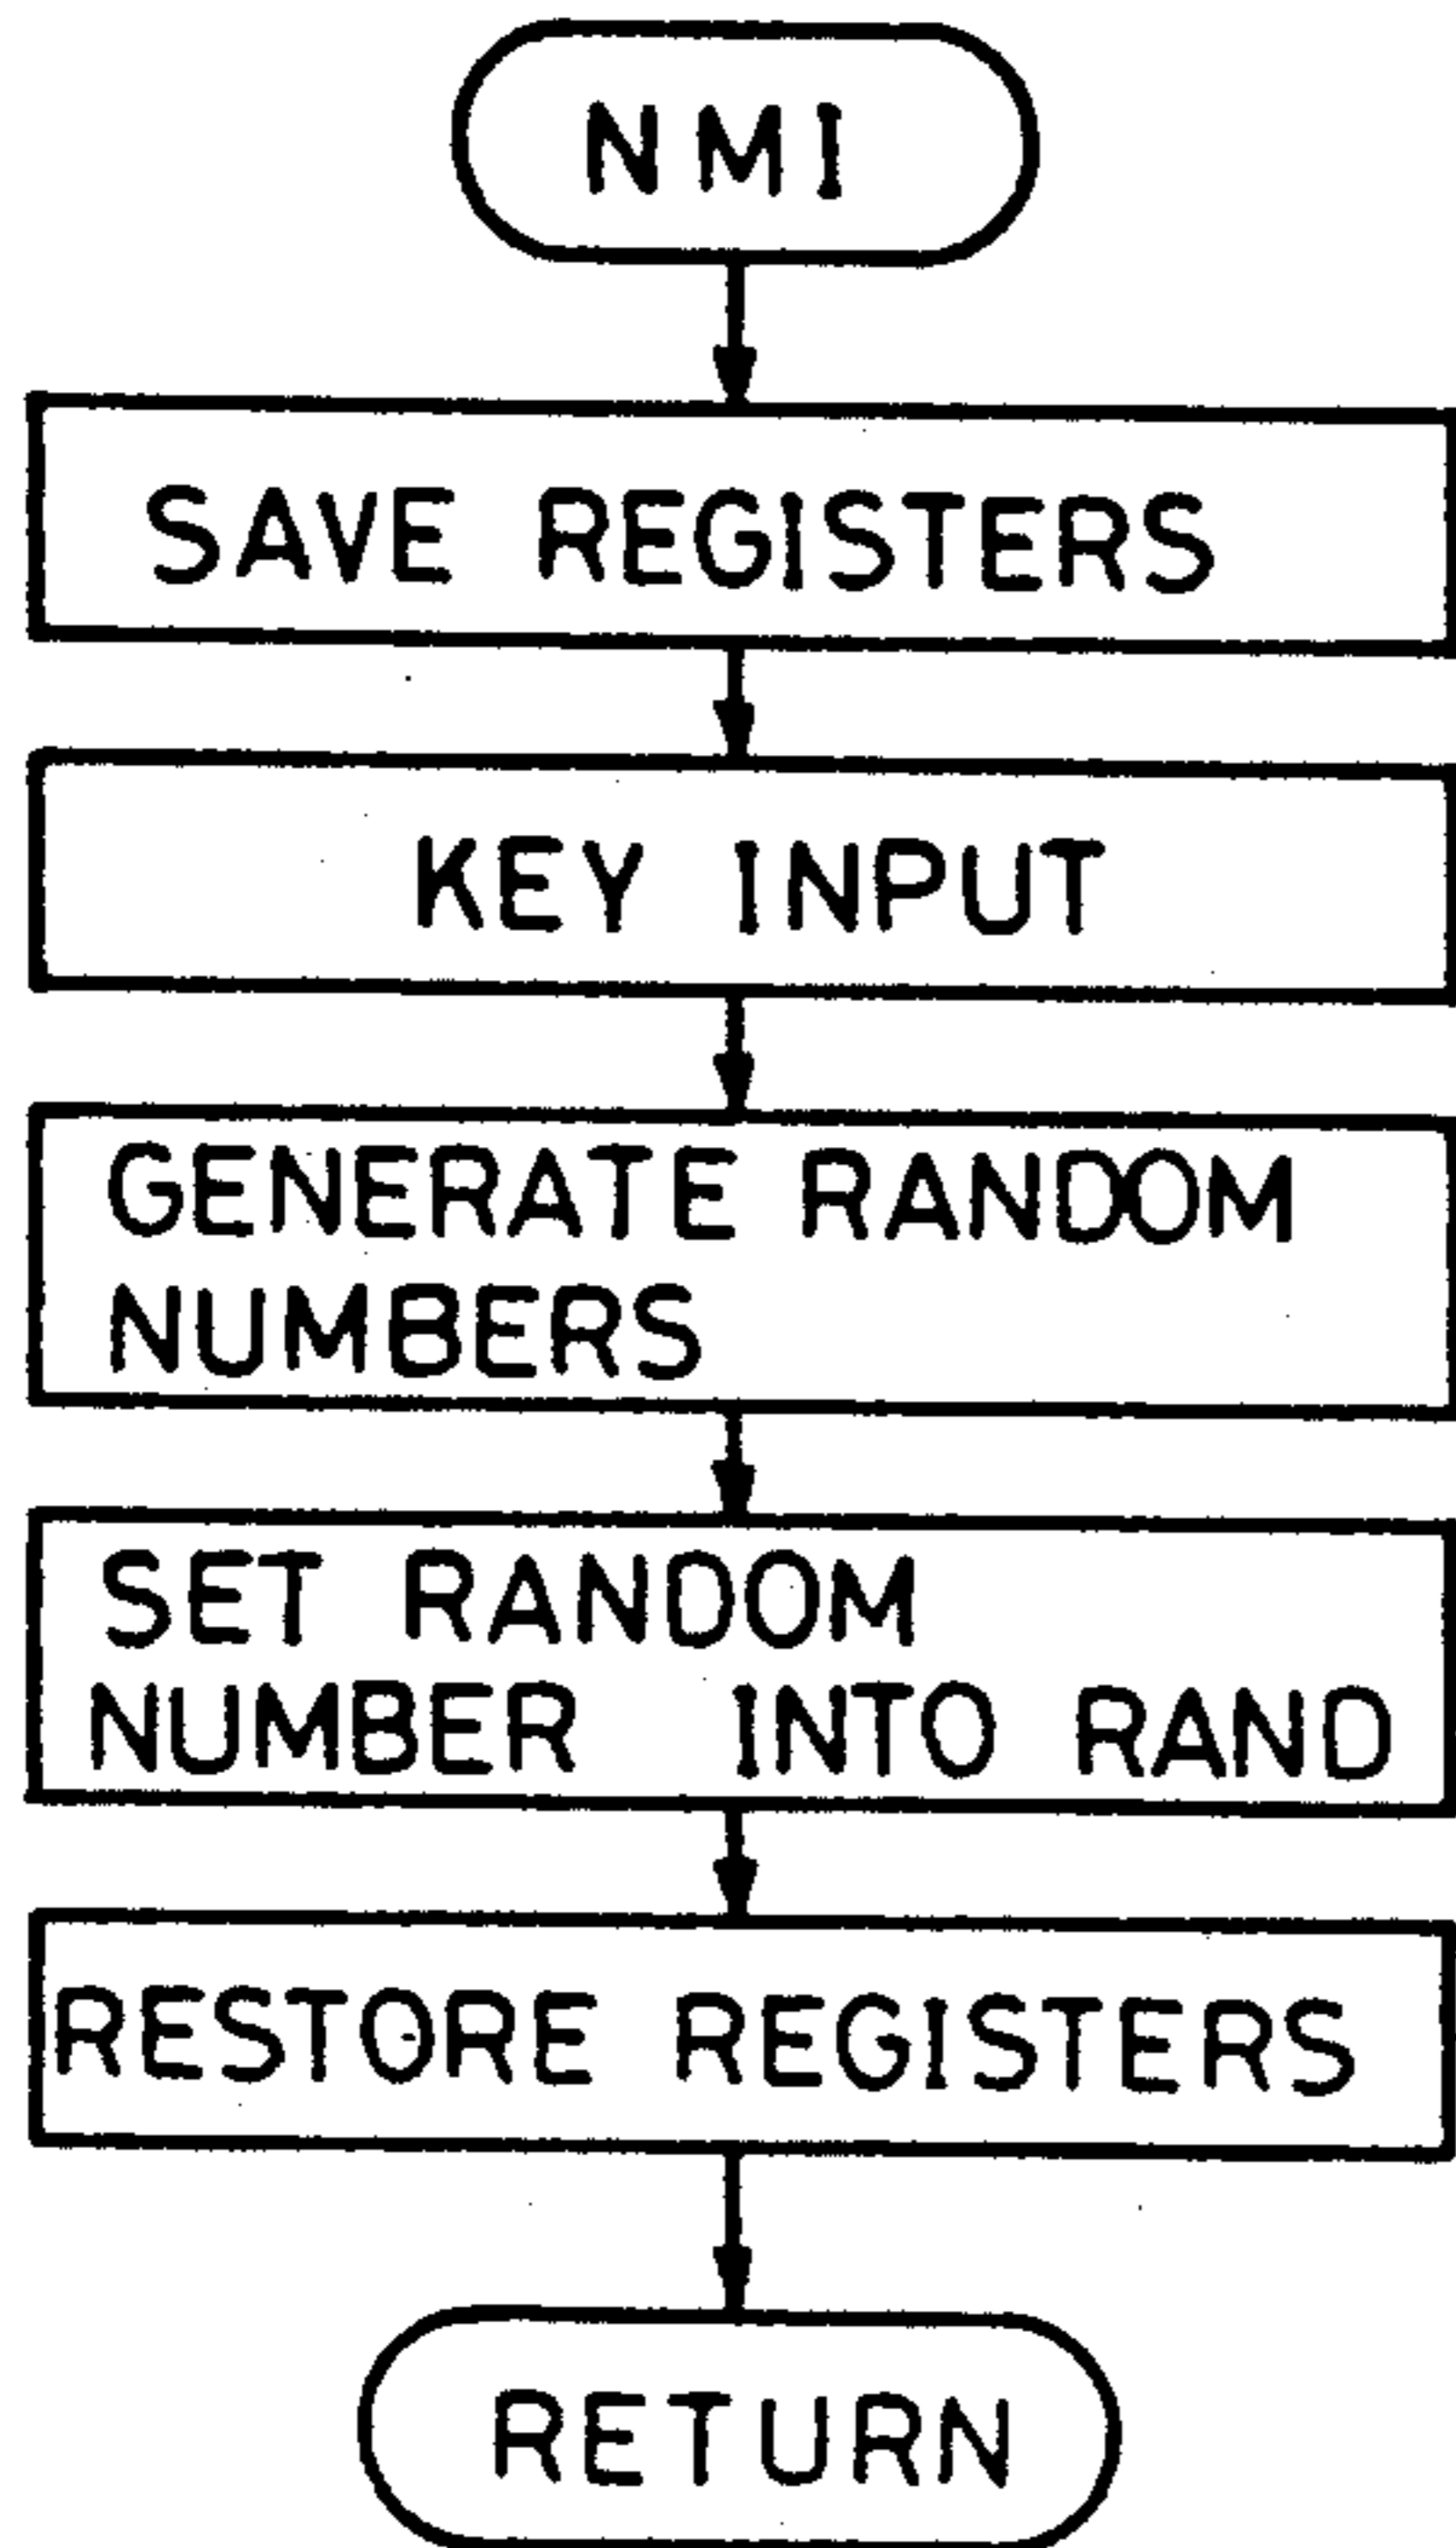 NMI
SAVE REGISTERS
KEY INPUT
GENERATE RANDOM
NUMBERS
SET RANDOM
NUMBER INTO RAND
RESTORE REGISTERS
RETURN